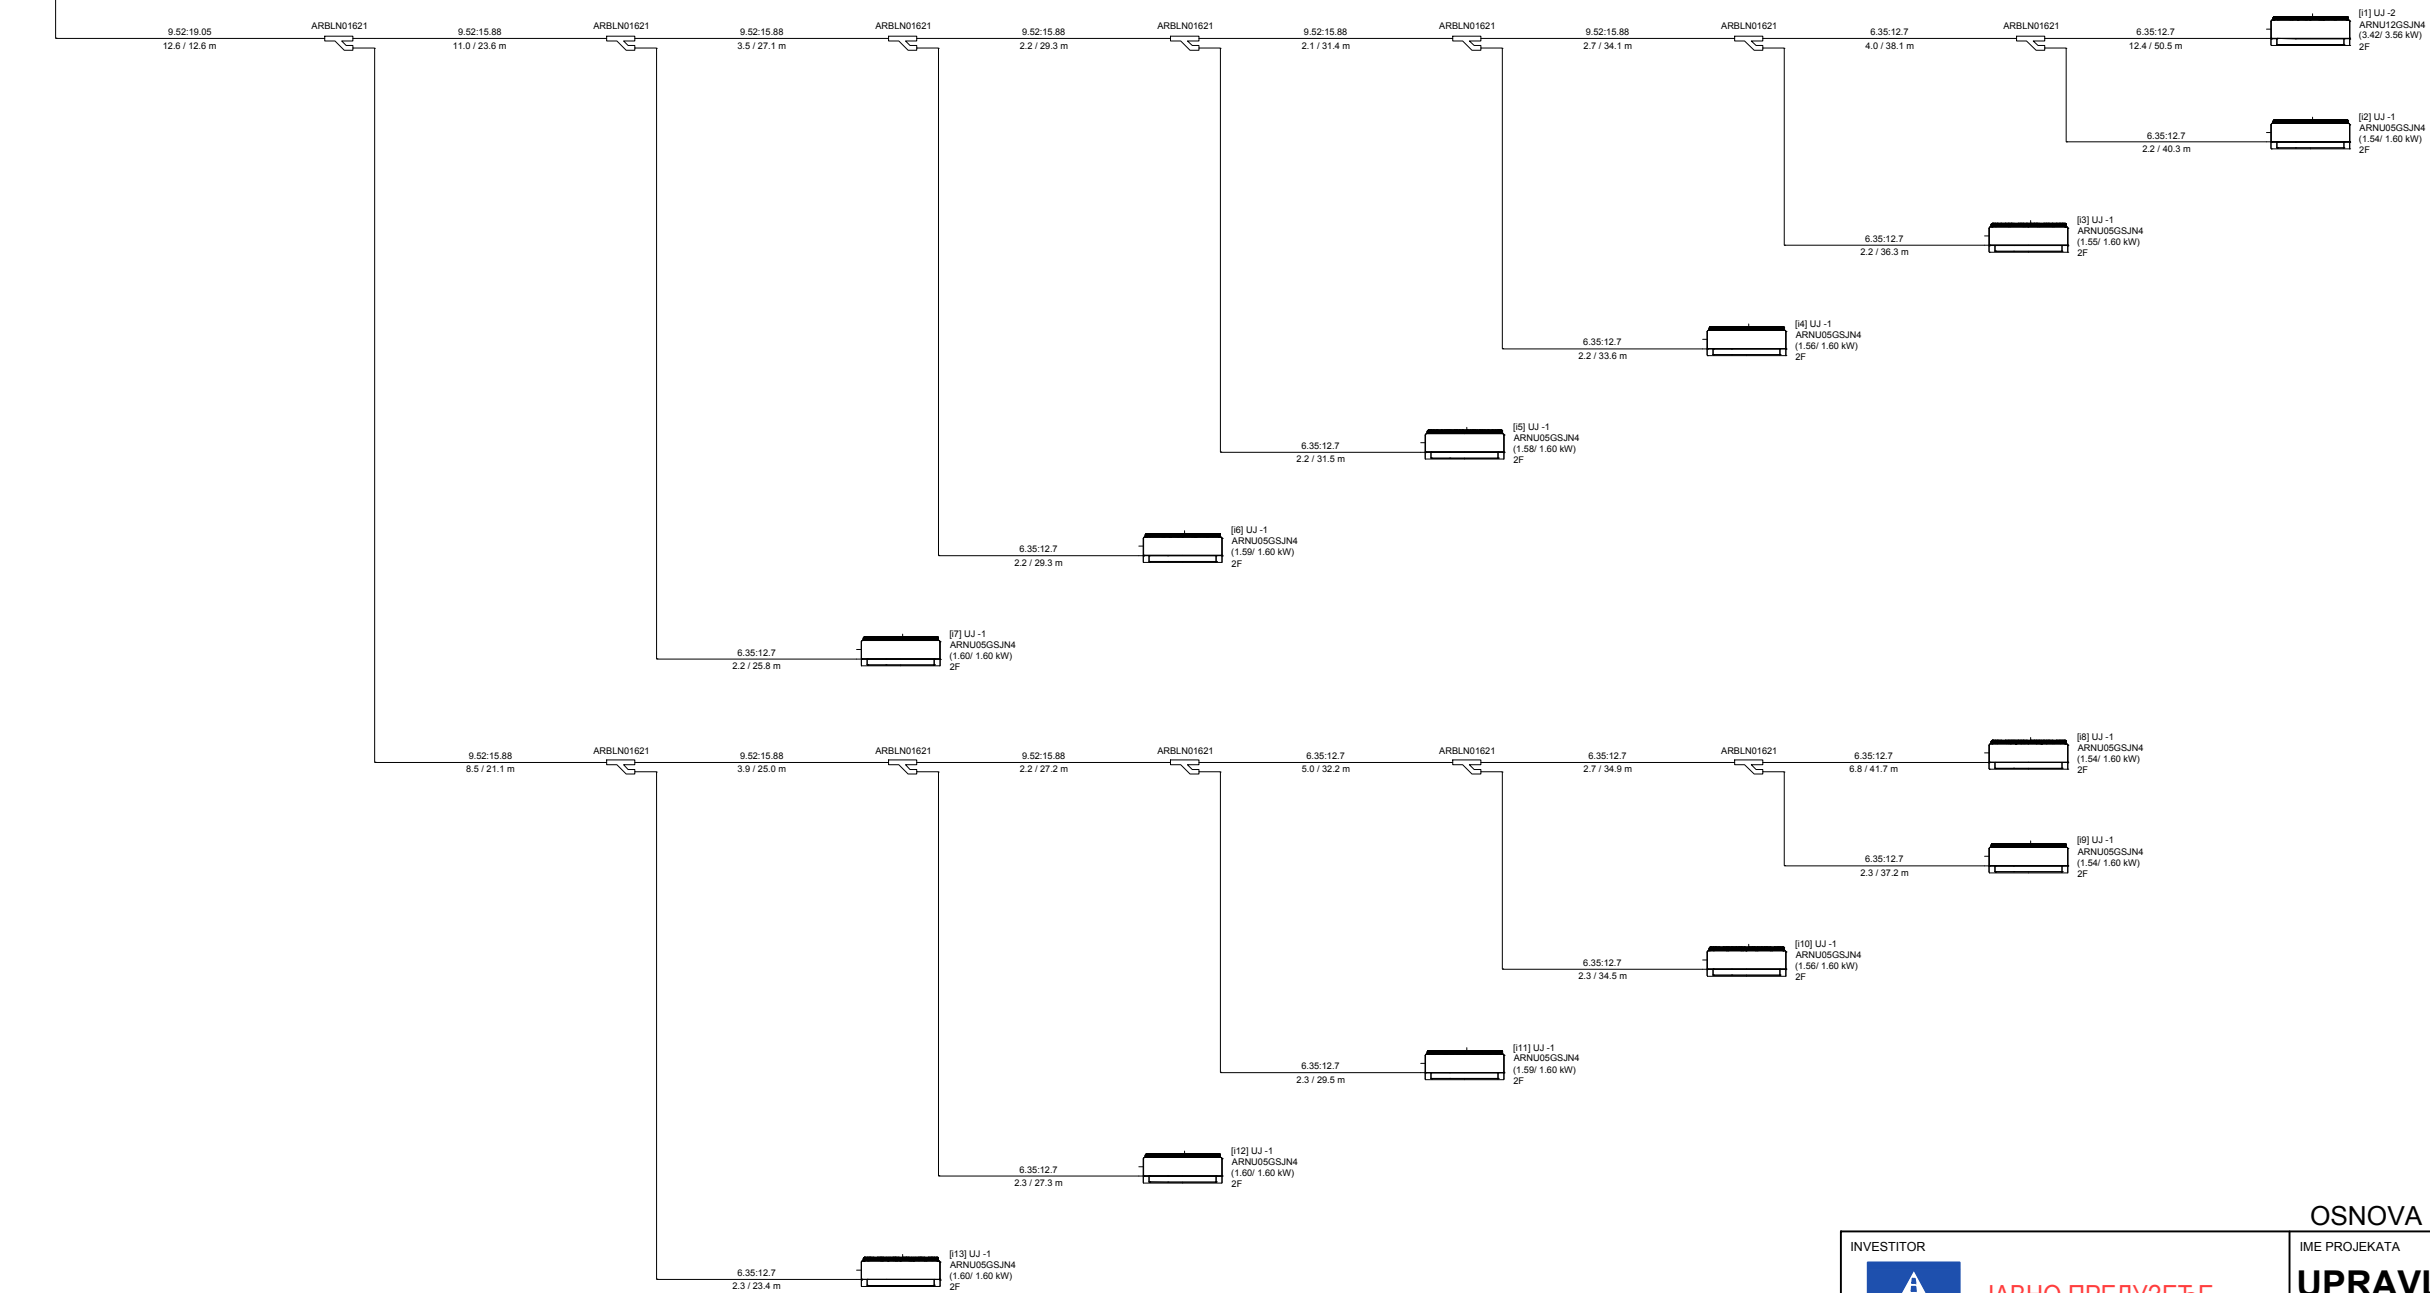 9.52:19.05
12.6 / 12.6 m
ARBLN01621
9.52:15.88
11.0 / 23.6 m
ARBLN01621
9.52:15.88
3.5 / 27.1 m
ARBLN01621
9.52:15.88
2.2 / 29.3 m
ARBLN01621
9.52:15.88
2.1 / 31.4 m
ARBLN01621
9.52:15.88
2.7 / 34.1 m
ARBLN01621
6.35:12.7
4.0 / 38.1 m
ARBLN01621
6.35:12.7
12.4 / 50.5 m
[i1] UJ -2
ARNU12GSJN4
(3.42/ 3.56 kW)
2F
6.35:12.7
2.2 / 40.3 m
[i2] UJ -1
ARNU05GSJN4
(1.54/ 1.60 kW)
2F
6.35:12.7
2.2 / 36.3 m
[i3] UJ -1
ARNU05GSJN4
(1.55/ 1.60 kW)
2F
6.35:12.7
2.2 / 33.6 m
[i4] UJ -1
ARNU05GSJN4
(1.56/ 1.60 kW)
2F
6.35:12.7
2.2 / 31.5 m
[i5] UJ -1
ARNU05GSJN4
(1.58/ 1.60 kW)
2F
6.35:12.7
2.2 / 29.3 m
[i6] UJ -1
ARNU05GSJN4
(1.59/ 1.60 kW)
2F
6.35:12.7
2.2 / 25.8 m
[i7] UJ -1
ARNU05GSJN4
(1.60/ 1.60 kW)
2F
9.52:15.88
8.5 / 21.1 m
ARBLN01621
9.52:15.88
3.9 / 25.0 m
ARBLN01621
9.52:15.88
2.2 / 27.2 m
ARBLN01621
6.35:12.7
5.0 / 32.2 m
ARBLN01621
6.35:12.7
2.7 / 34.9 m
ARBLN01621
6.35:12.7
6.8 / 41.7 m
[i8] UJ -1
ARNU05GSJN4
(1.54/ 1.60 kW)
2F
6.35:12.7
2.3 / 37.2 m
[i9] UJ -1
ARNU05GSJN4
(1.54/ 1.60 kW)
2F
6.35:12.7
2.3 / 34.5 m
[i10] UJ -1
ARNU05GSJN4
(1.56/ 1.60 kW)
2F
6.35:12.7
2.3 / 29.5 m
[i11] UJ -1
ARNU05GSJN4
(1.59/ 1.60 kW)
2F
6.35:12.7
2.3 / 27.3 m
[i12] UJ -1
ARNU05GSJN4
(1.60/ 1.60 kW)
2F
6.35:12.7
2.3 / 23.4 m
[i13] UJ -1
ARNU05GSJN4
(1.60/ 1.60 kW)
2F
OSNOVA
INVESTITOR
IME PROJEKATA
ЈАВНО ПРЕДУЗЕЋЕ